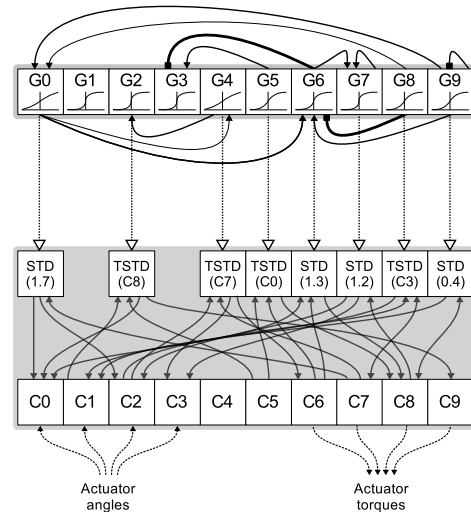 G0 G1 G2 G3 G4 G5 G6 G7 G8 G9
STD TSTD TSTD TSTD STD STD TSTD STD
(1.7) (C8) (C7) (C0) (1.3) (1.2) (C3) (0.4)
C0 C1 C2 C3 C4 C5 C6 C7 C8 C9
Actuator Actuator
angles torques